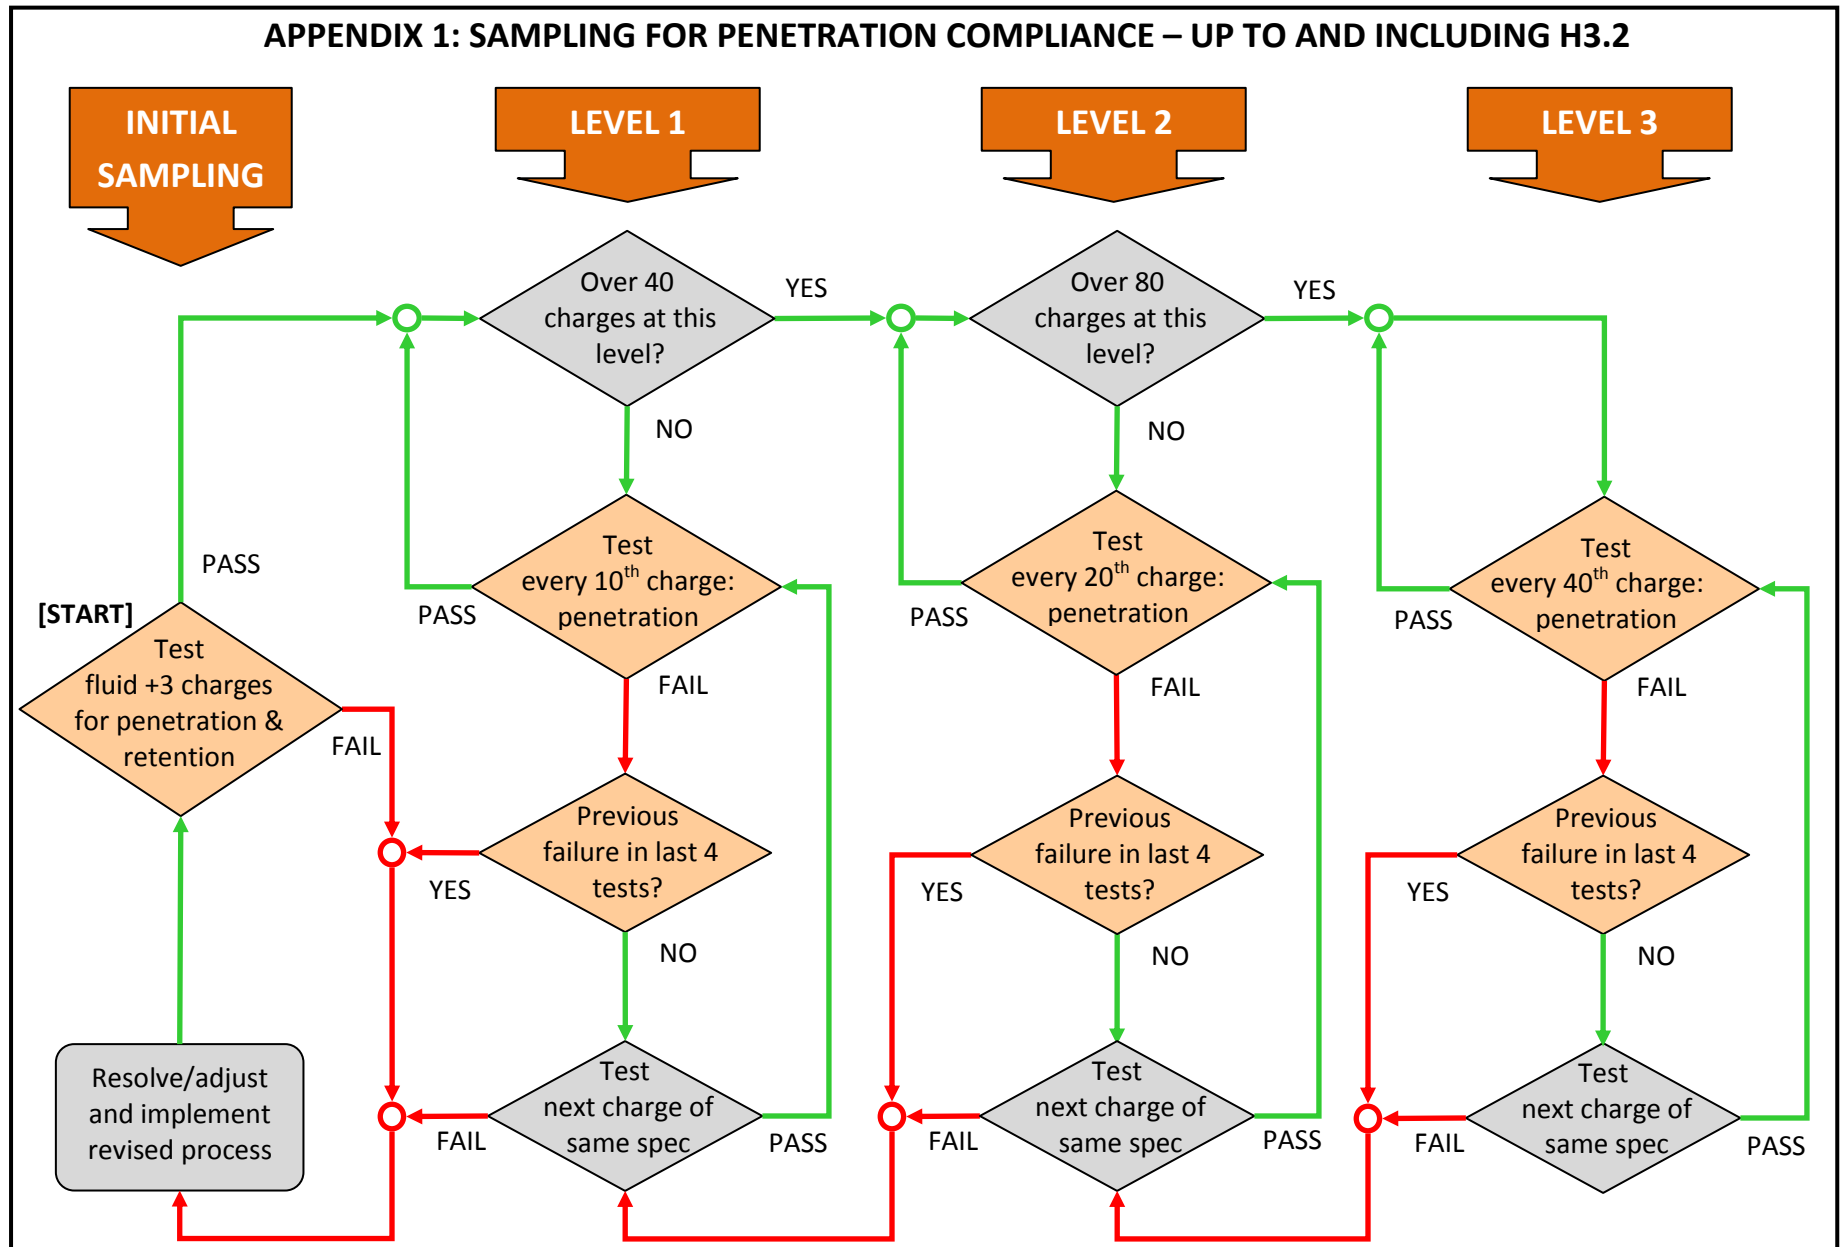 APPENDIX 1: SAMPLING FOR PENETRATION COMPLIANCE – UP TO AND INCLUDING H3.2
INITIAL
SAMPLING
LEVEL 1
LEVEL 2
LEVEL 3
[START]
Test
fluid +3 charges
for penetration &
retention
PASS
FAIL
Resolve/adjust
and implement
revised process
Over 40
charges at this
level?
YES
NO
Test
every 10th charge:
penetration
PASS
FAIL
Previous
failure in last 4
tests?
YES
NO
Test
next charge of
same spec
FAIL
PASS
Over 80
charges at this
level?
YES
NO
Test
every 20th charge:
penetration
PASS
FAIL
Previous
failure in last 4
tests?
YES
NO
Test
next charge of
same spec
FAIL
PASS
Test
every 40th charge:
penetration
PASS
FAIL
Previous
failure in last 4
tests?
YES
NO
Test
next charge of
same spec
FAIL
PASS